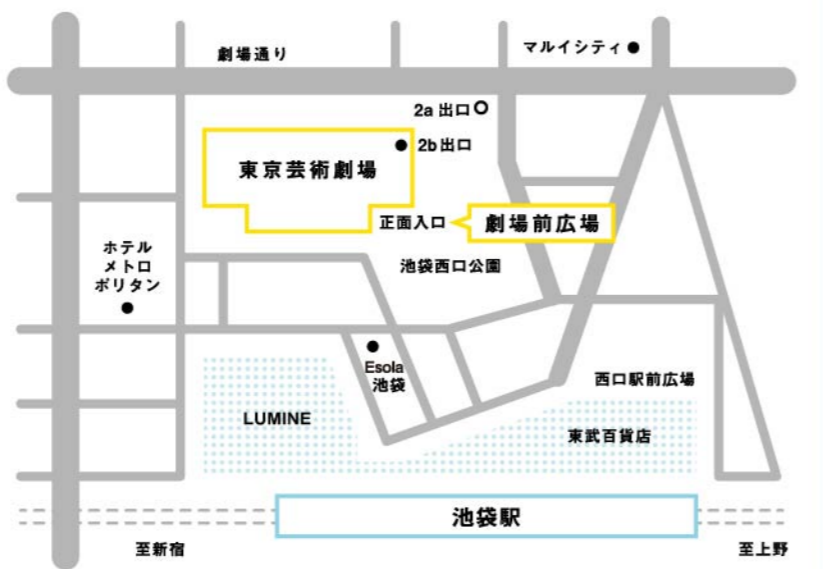 劇場通り
マルイシティ
2a 出口
2b 出口
東京芸術劇場
正面入口
劇場前広場
池袋西口公園
ホテル
メトロ
ポリタン
Esola
池袋
西口駅前広場
LUMINE
東武百貨店
池袋駅
至新宿
至上野